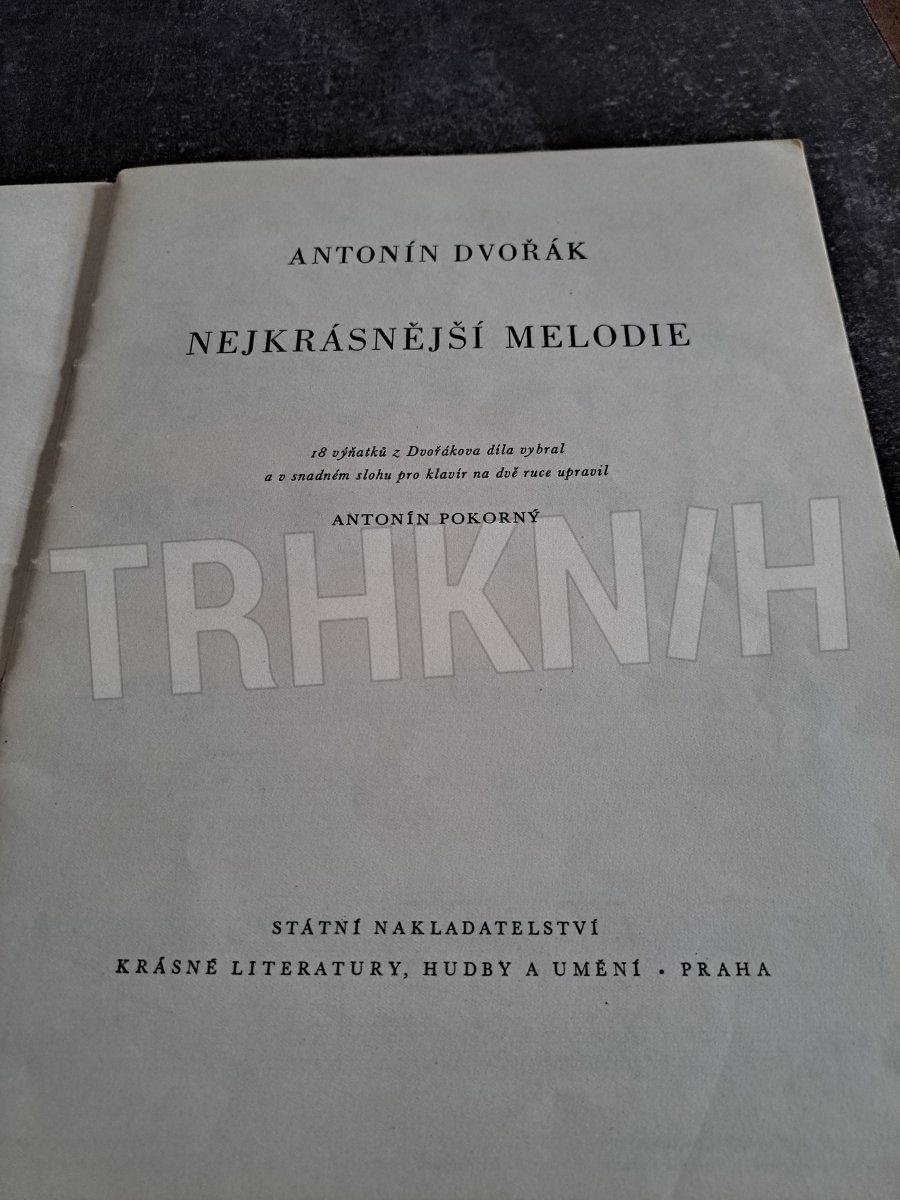 ANTONÍN DVOŘÁK
NEJKRÁSNĚJŠÍ MELODIE
18 výňatků z Dvořákova díla vybral
a v snadném slohu pro klavír na dvě ruce upravil
ANTONÍN POKORNÝ
TRHKN/H
STÁTNÍ NAKLADATELSTVÍ
KRÁSNÉ LITERATURY, HUDBY A UMĚNÍ • PRAHA